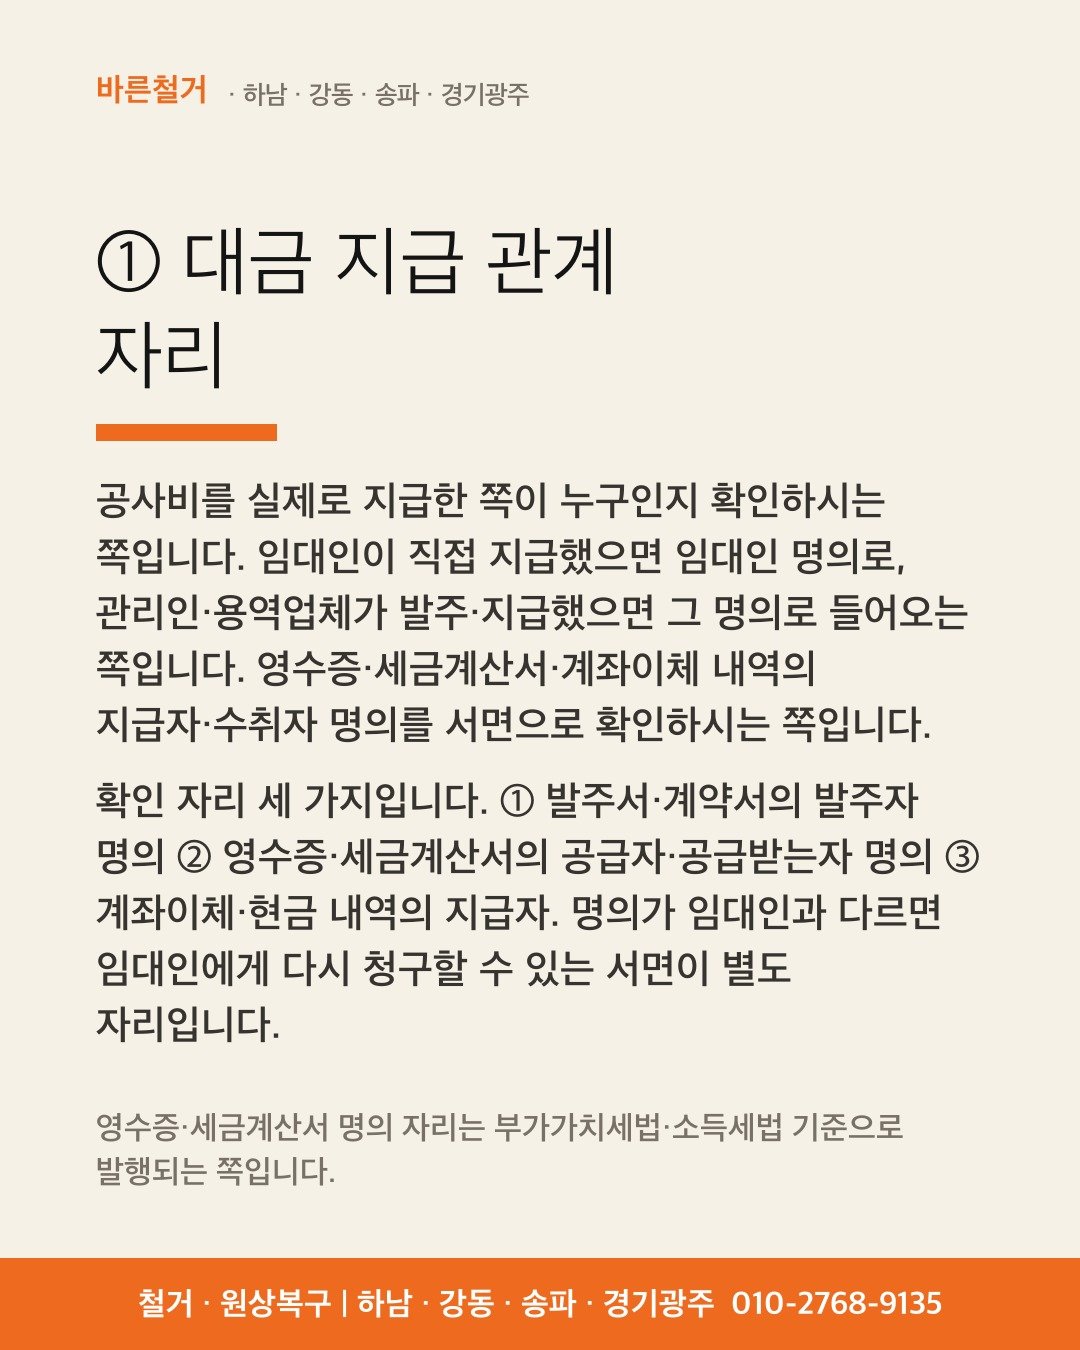 바른철거 · 하남 · 강동 · 송파 · 경기광주
① 대금 지급 관계
자리
공사비를 실제로 지급한 쪽이 누구인지 확인하시는
쪽입니다. 임대인이 직접 지급했으면 임대인 명의로,
관리인·용역업체가 발주·지급했으면 그 명의로 들어오는
쪽입니다. 영수증·세금계산서·계좌이체 내역의
지급자·수취자 명의를 서면으로 확인하시는 쪽입니다.
확인 자리 세 가지입니다. ① 발주서·계약서의 발주자
명의 ② 영수증·세금계산서의 공급자·공급받는자 명의 ③
계좌이체·현금 내역의 지급자. 명의가 임대인과 다르면
임대인에게 다시 청구할 수 있는 서면이 별도
자리입니다.
영수증·세금계산서 명의 자리는 부가가치세법·소득세법 기준으로
발행되는 쪽입니다.
철거 · 원상복구 | 하남 · 강동 · 송파 · 경기광주 010-2768-9135